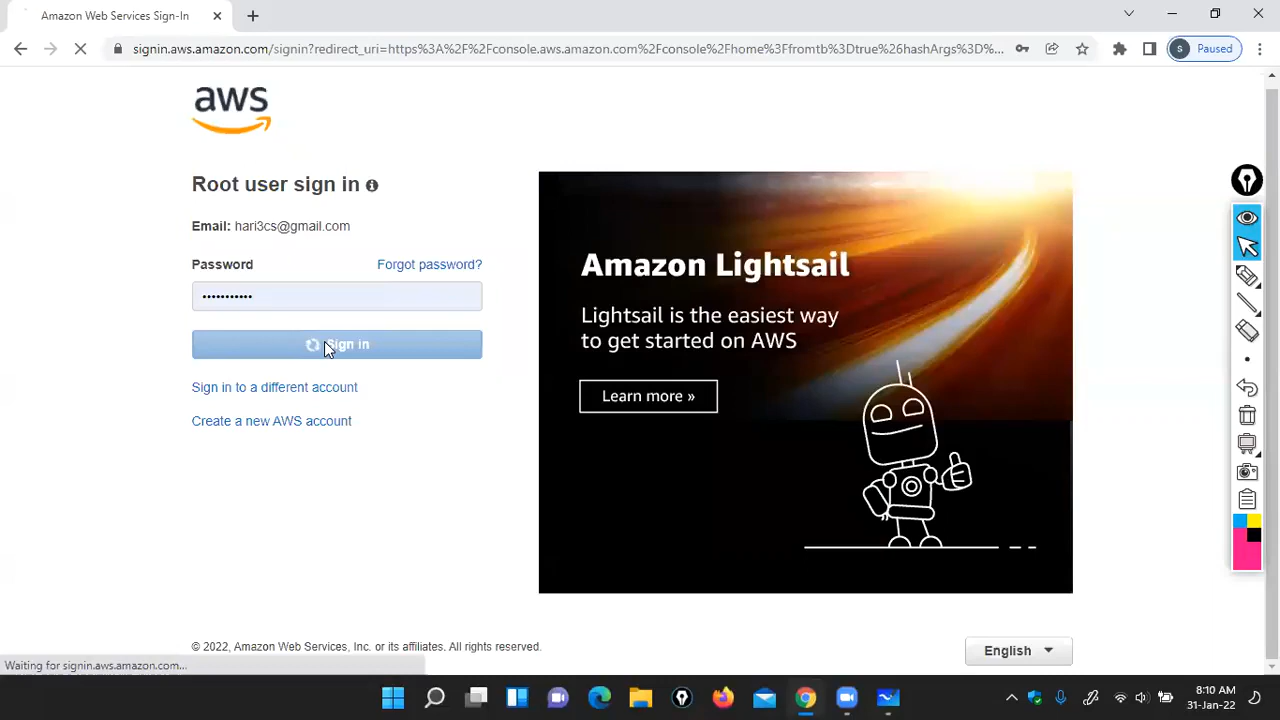 Amazon Web Services Sign-In
signin.aws.amazon.com/signin?redirect_uri=https%3A%2F%2Fconsole.aws.amazon.com%2Fconsole%2Fhome%3Ffromtb%3Dtrue%26hashArgs%3D%...
s Paused
aws
Root user sign in
Email: hari3cs@gmail.com
Password Forgot password?
•••••••••••
Sign in
Sign in to a different account
Create a new AWS account
Amazon Lightsail
Lightsail is the easiest way
to get started on AWS
Learn more »
© 2022, Amazon Web Services, Inc. or its affiliates. All rights reserved.
English
Waiting for signin.aws.amazon.com...
8:10 AM
31-Jan-22